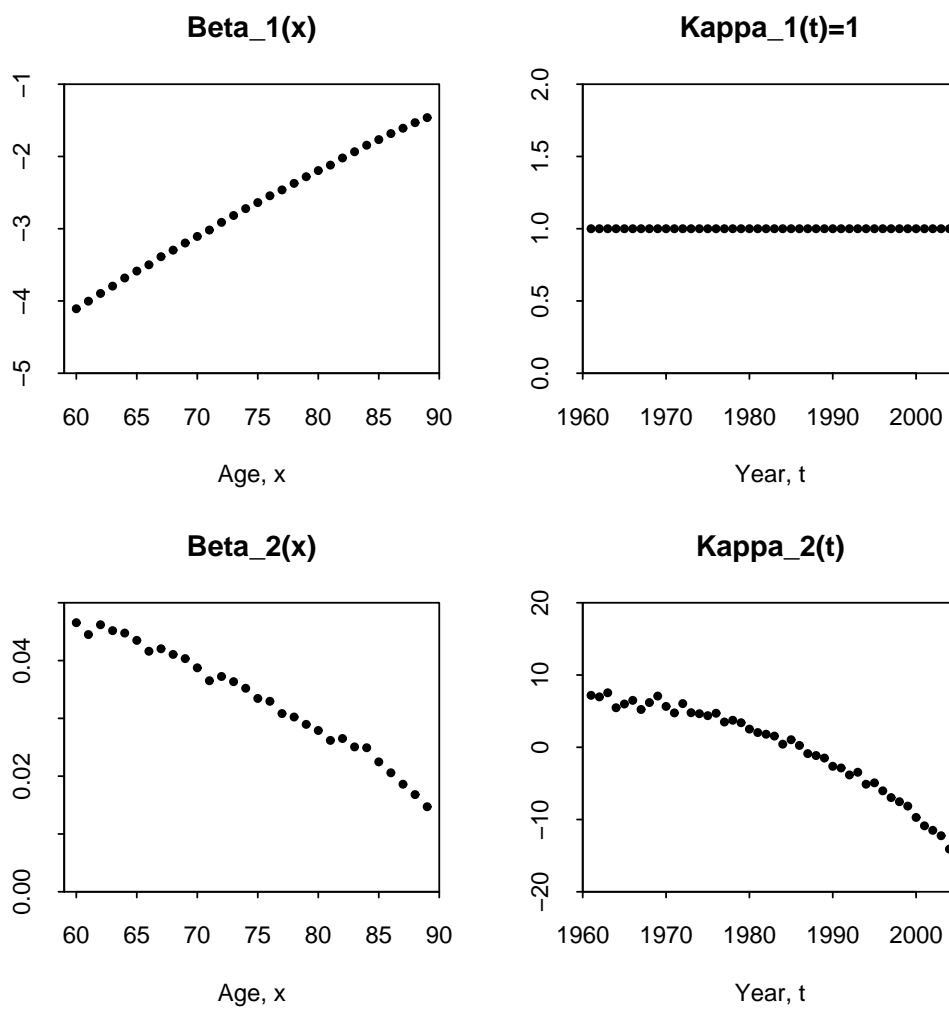 Beta_1(x)
−5 −4 −3 −2 −1
60 65 70 75 80 85 90
Age, x
Kappa_1(t)=1
0.0 0.5 1.0 1.5 2.0
1960 1970 1980 1990 2000
Year, t
Beta_2(x)
0.00 0.02 0.04
60 65 70 75 80 85 90
Age, x
Kappa_2(t)
−20 −10 0 10 20
1960 1970 1980 1990 2000
Year, t